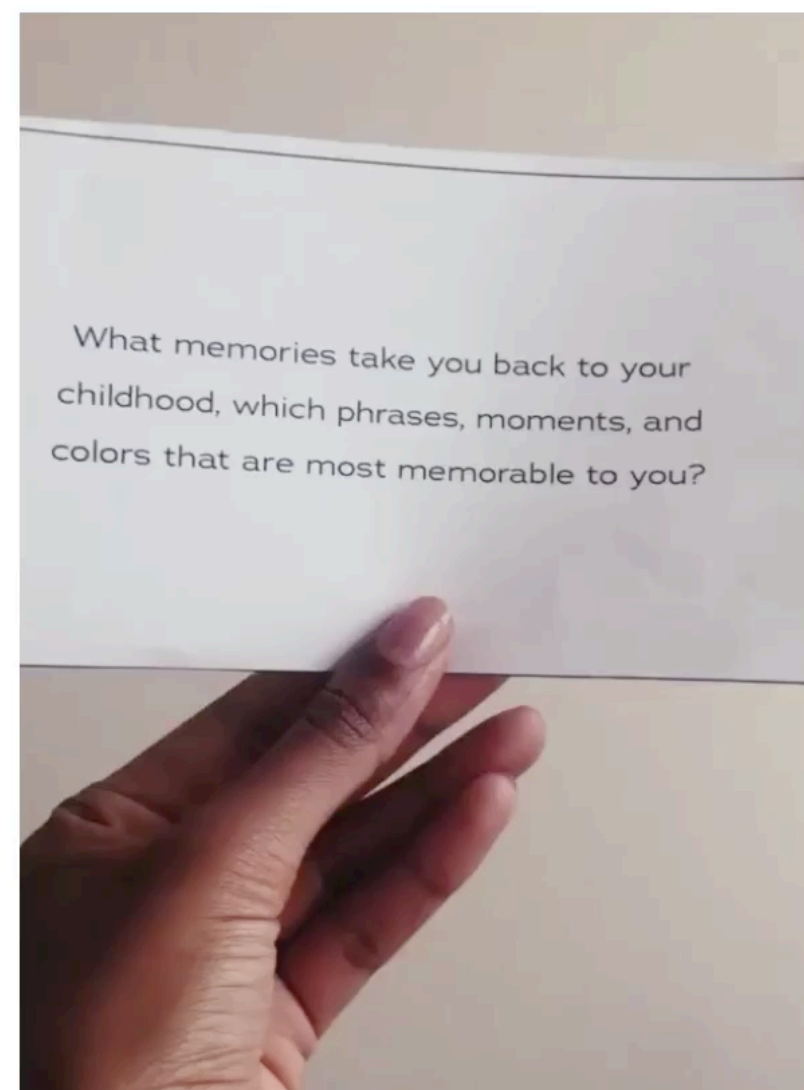 What memories take you back to your
childhood, which phrases, moments, and
colors that are most memorable to you?